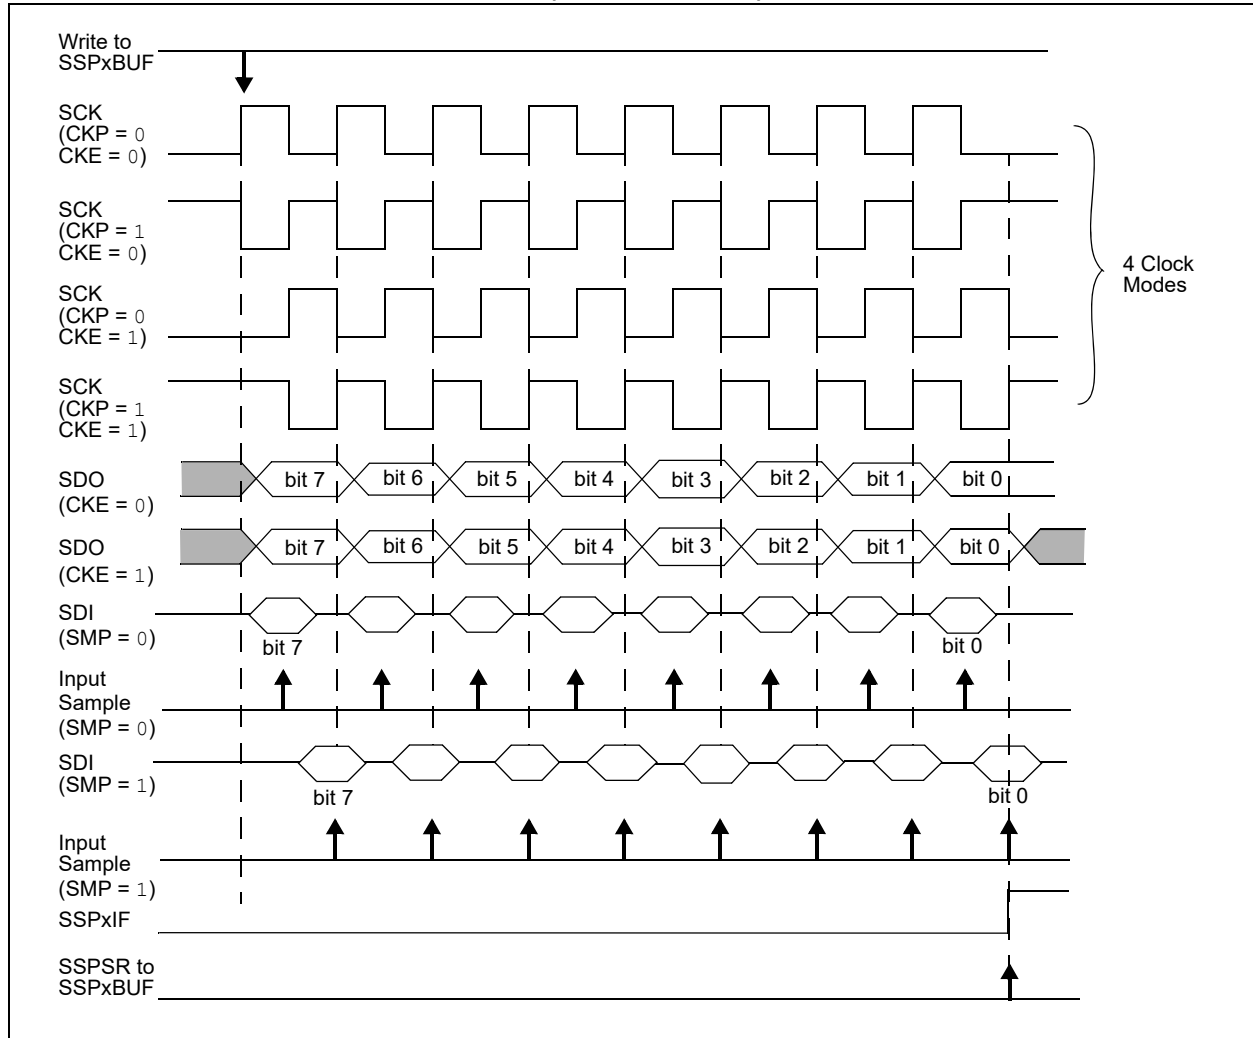 Write to
SSPxBUF
SCK
(CKP = 0
CKE = 0)
SCK
(CKP = 1
CKE = 0)
SCK
(CKP = 0
CKE = 1)
4 Clock
Modes
SCK
(CKP = 1
CKE = 1)
SDO
(CKE = 0)
bit 7
bit 6
bit 5
bit 4
bit 3
bit 2
bit 1
bit 0
SDO
(CKE = 1)
bit 7
bit 6
bit 5
bit 4
bit 3
bit 2
bit 1
bit 0
SDI
(SMP = 0)
bit 7
bit 0
Input
Sample
(SMP = 0)
SDI
(SMP = 1)
bit 7
bit 0
Input
Sample
(SMP = 1)
SSPxIF
SSPSR to
SSPxBUF